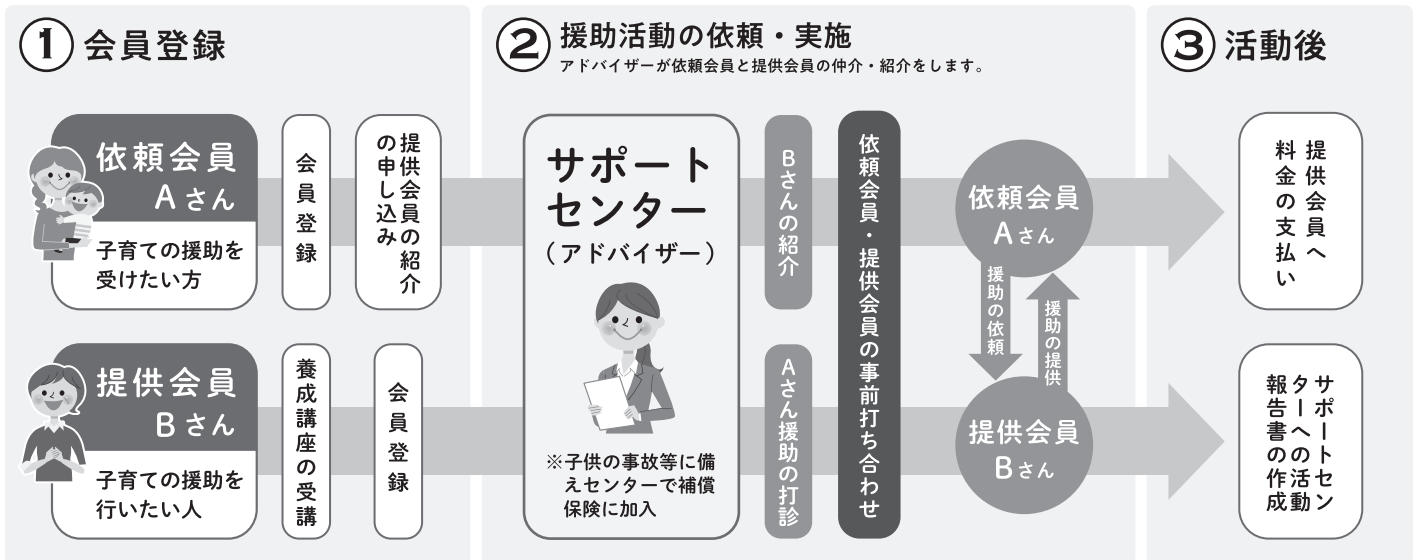 ① 会員登録
依頼会員
Aさん
子育ての援助を
受けたい方
会員登録
提供会員の紹介
の申し込み
提供会員
Bさん
子育ての援助を
行いたい人
養成講座の受講
会員登録
② 援助活動の依頼・実施
アドバイザーが依頼会員と提供会員の仲介・紹介をします。
サポート
センター
（アドバイザー）
※子供の事故等に備
えセンターで補償
保険に加入
Bさんの紹介
Aさん援助の打診
依頼会員・提供会員の事前打ち合わせ
依頼会員
Aさん
援助の依頼
援助の提供
提供会員
Bさん
③ 活動後
提供会員へ
料金の支払い
サポートセン
ターへの活動
報告書の作成